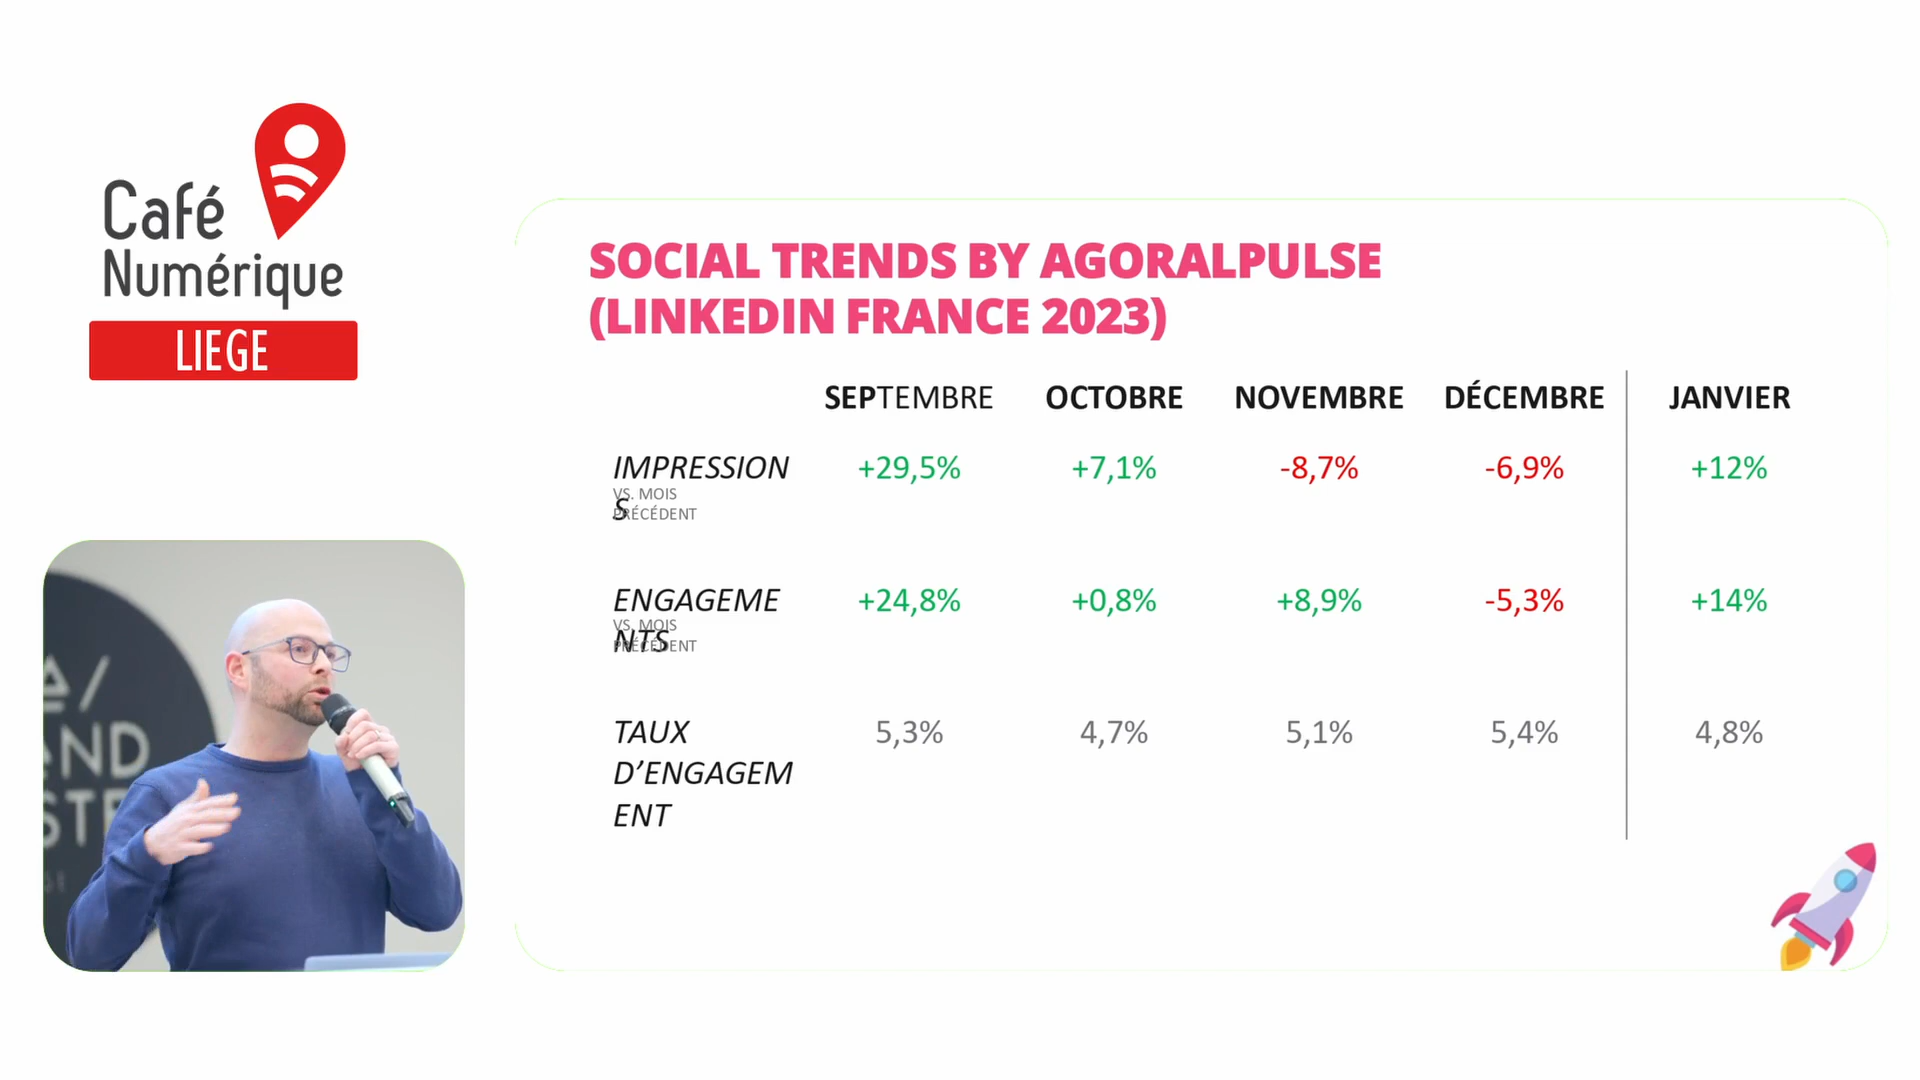 Café
Numérique
LIEGE
SOCIAL TRENDS BY AGORALPULSE
(LINKEDIN FRANCE 2023)
SEPTEMBRE OCTOBRE NOVEMBRE DÉCEMBRE JANVIER
IMPRESSION +29,5% +7,1% -8,7% -6,9% +12%
VS. MOIS
S
PRÉCÉDENT
ENGAGEME +24,8% +0,8% +8,9% -5,3% +14%
VS. MOIS
NTS
PRÉCÉDENT
TAUX 5,3% 4,7% 5,1% 5,4% 4,8%
D’ENGAGEM
ENT